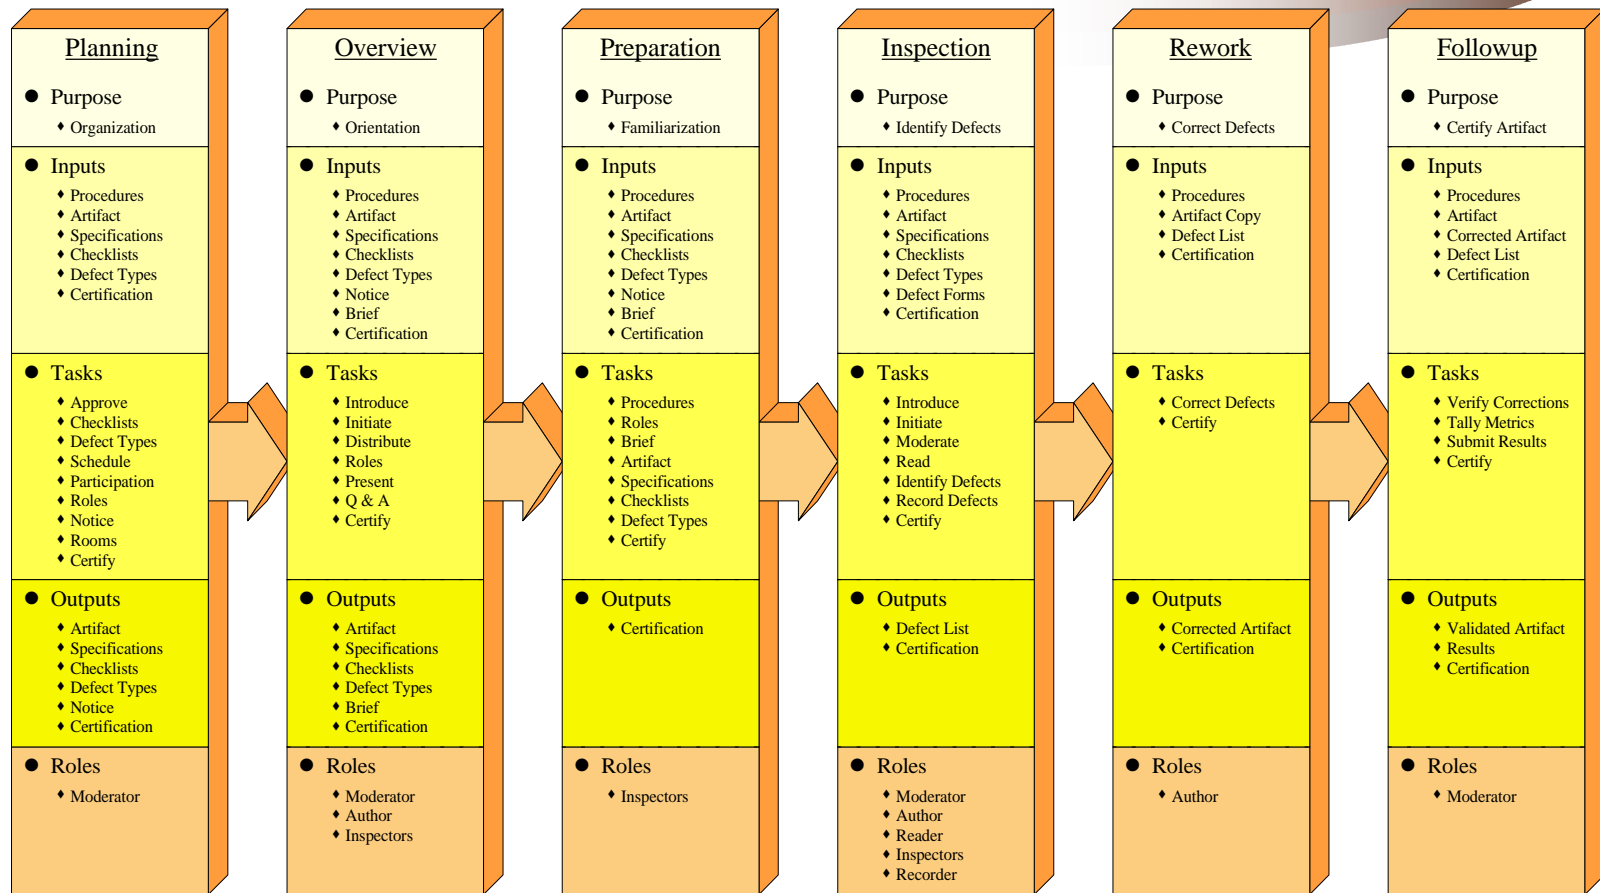 Planning
Purpose
Organization
Inputs
Procedures
Artifact
Specifications
Checklists
Defect Types
Certification
Tasks
Approve
Checklists
Defect Types
Schedule
Participation
Roles
Notice
Rooms
Certify
Outputs
Artifact
Specifications
Checklists
Defect Types
Notice
Certification
Roles
Moderator
Overview
Purpose
Orientation
Inputs
Procedures
Artifact
Specifications
Checklists
Defect Types
Notice
Brief
Certification
Tasks
Introduce
Initiate
Distribute
Roles
Present
Q & A
Certify
Outputs
Artifact
Specifications
Checklists
Defect Types
Brief
Certification
Roles
Moderator
Author
Inspectors
Preparation
Purpose
Familiarization
Inputs
Procedures
Artifact
Specifications
Checklists
Defect Types
Notice
Brief
Certification
Tasks
Procedures
Roles
Brief
Artifact
Specifications
Checklists
Defect Types
Certify
Outputs
Certification
Roles
Inspectors
Inspection
Purpose
Identify Defects
Inputs
Procedures
Artifact
Specifications
Checklists
Defect Types
Defect Forms
Certification
Tasks
Introduce
Initiate
Moderate
Read
Identify Defects
Record Defects
Certify
Outputs
Defect List
Certification
Roles
Moderator
Author
Reader
Inspectors
Recorder
Rework
Purpose
Correct Defects
Inputs
Procedures
Artifact Copy
Defect List
Certification
Tasks
Correct Defects
Certify
Outputs
Corrected Artifact
Certification
Roles
Author
Followup
Purpose
Certify Artifact
Inputs
Procedures
Artifact
Corrected Artifact
Defect List
Certification
Tasks
Verify Corrections
Tally Metrics
Submit Results
Certify
Outputs
Validated Artifact
Results
Certification
Roles
Moderator